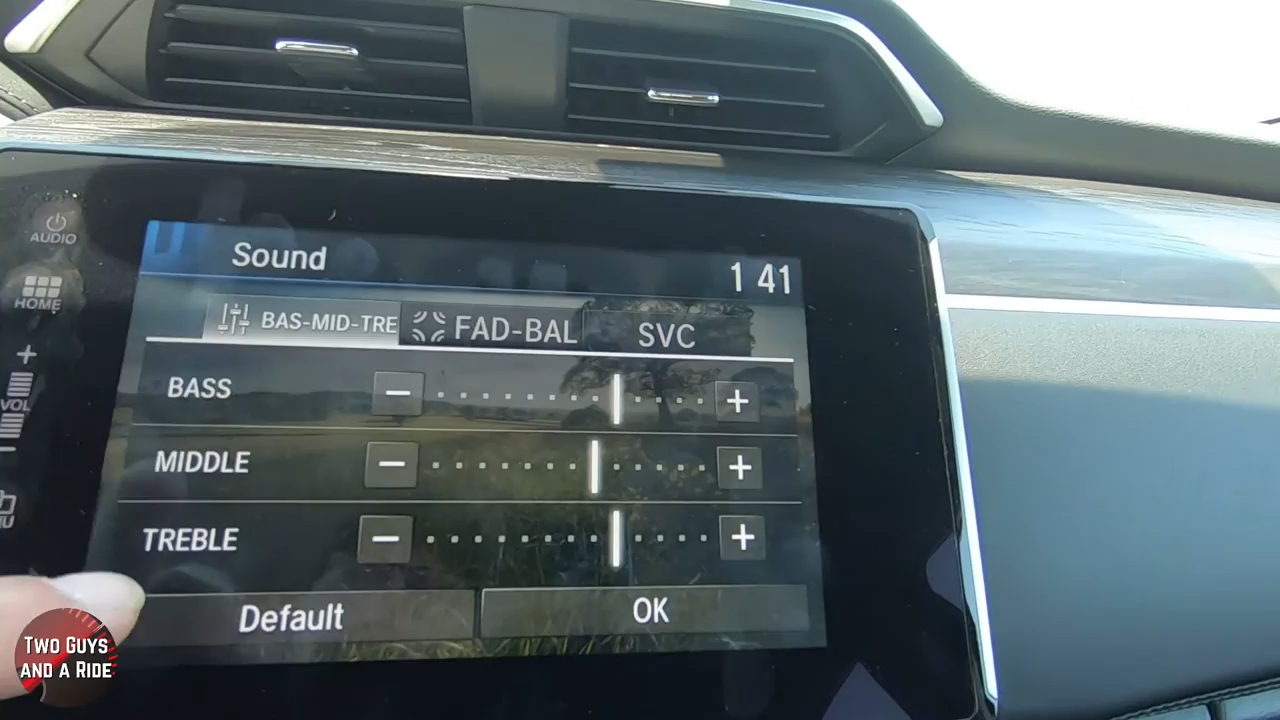 AUDIO
HOME
VOL
Sound
1 41
BAS-MID-TRE
FAD-BAL
SVC
BASS
MIDDLE
TREBLE
Default
OK
TWO GUYS
AND A RIDE